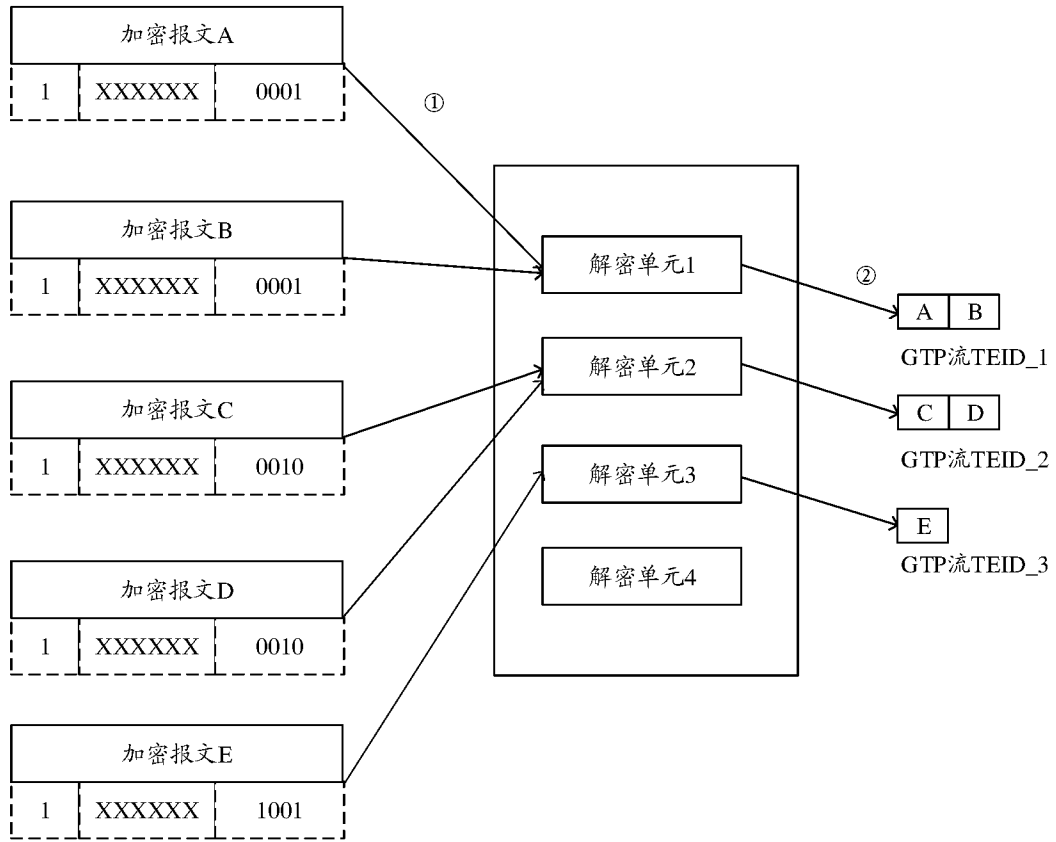 加密报文A
1 XXXXXX 0001
①
加密报文B
1 XXXXXX 0001
加密报文C
1 XXXXXX 0010
加密报文D
1 XXXXXX 0010
加密报文E
1 XXXXXX 1001
解密单元1
解密单元2
解密单元3
解密单元4
②
A B
GTP流TEID_1
C D
GTP流TEID_2
E
GTP流TEID_3